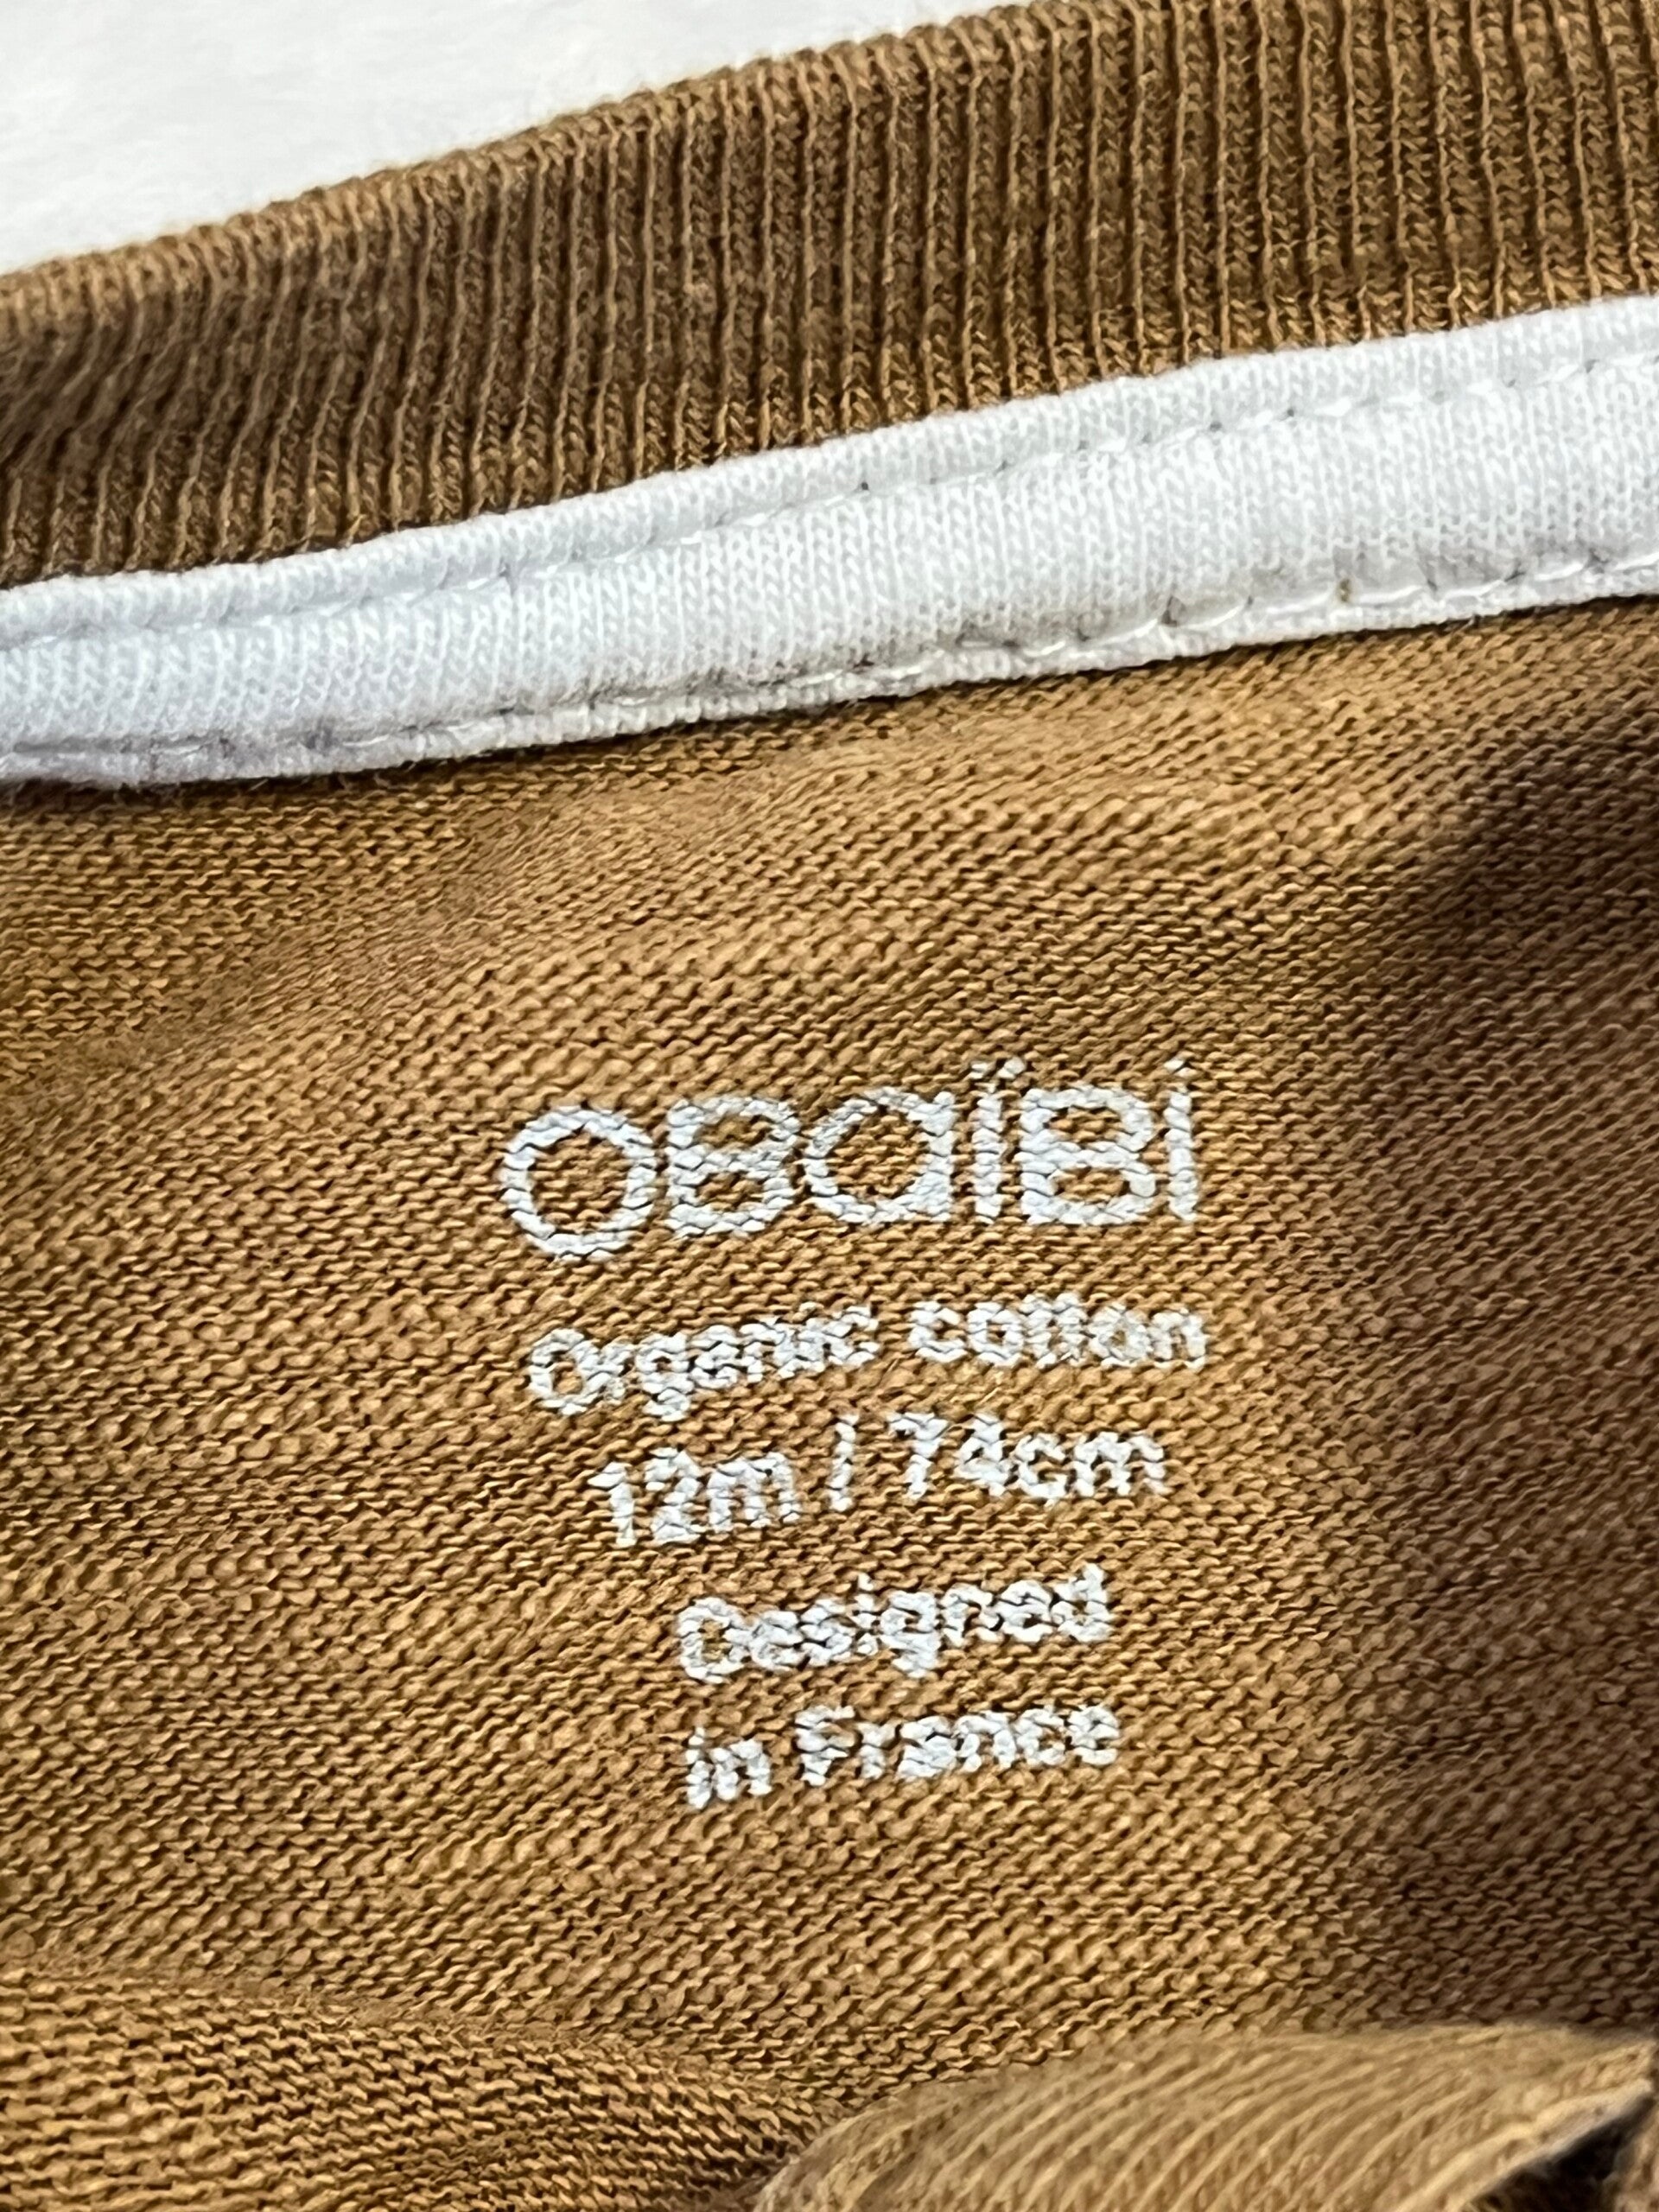 OBaïBi
Organic cotton
12m / 74cm
Designed
in France